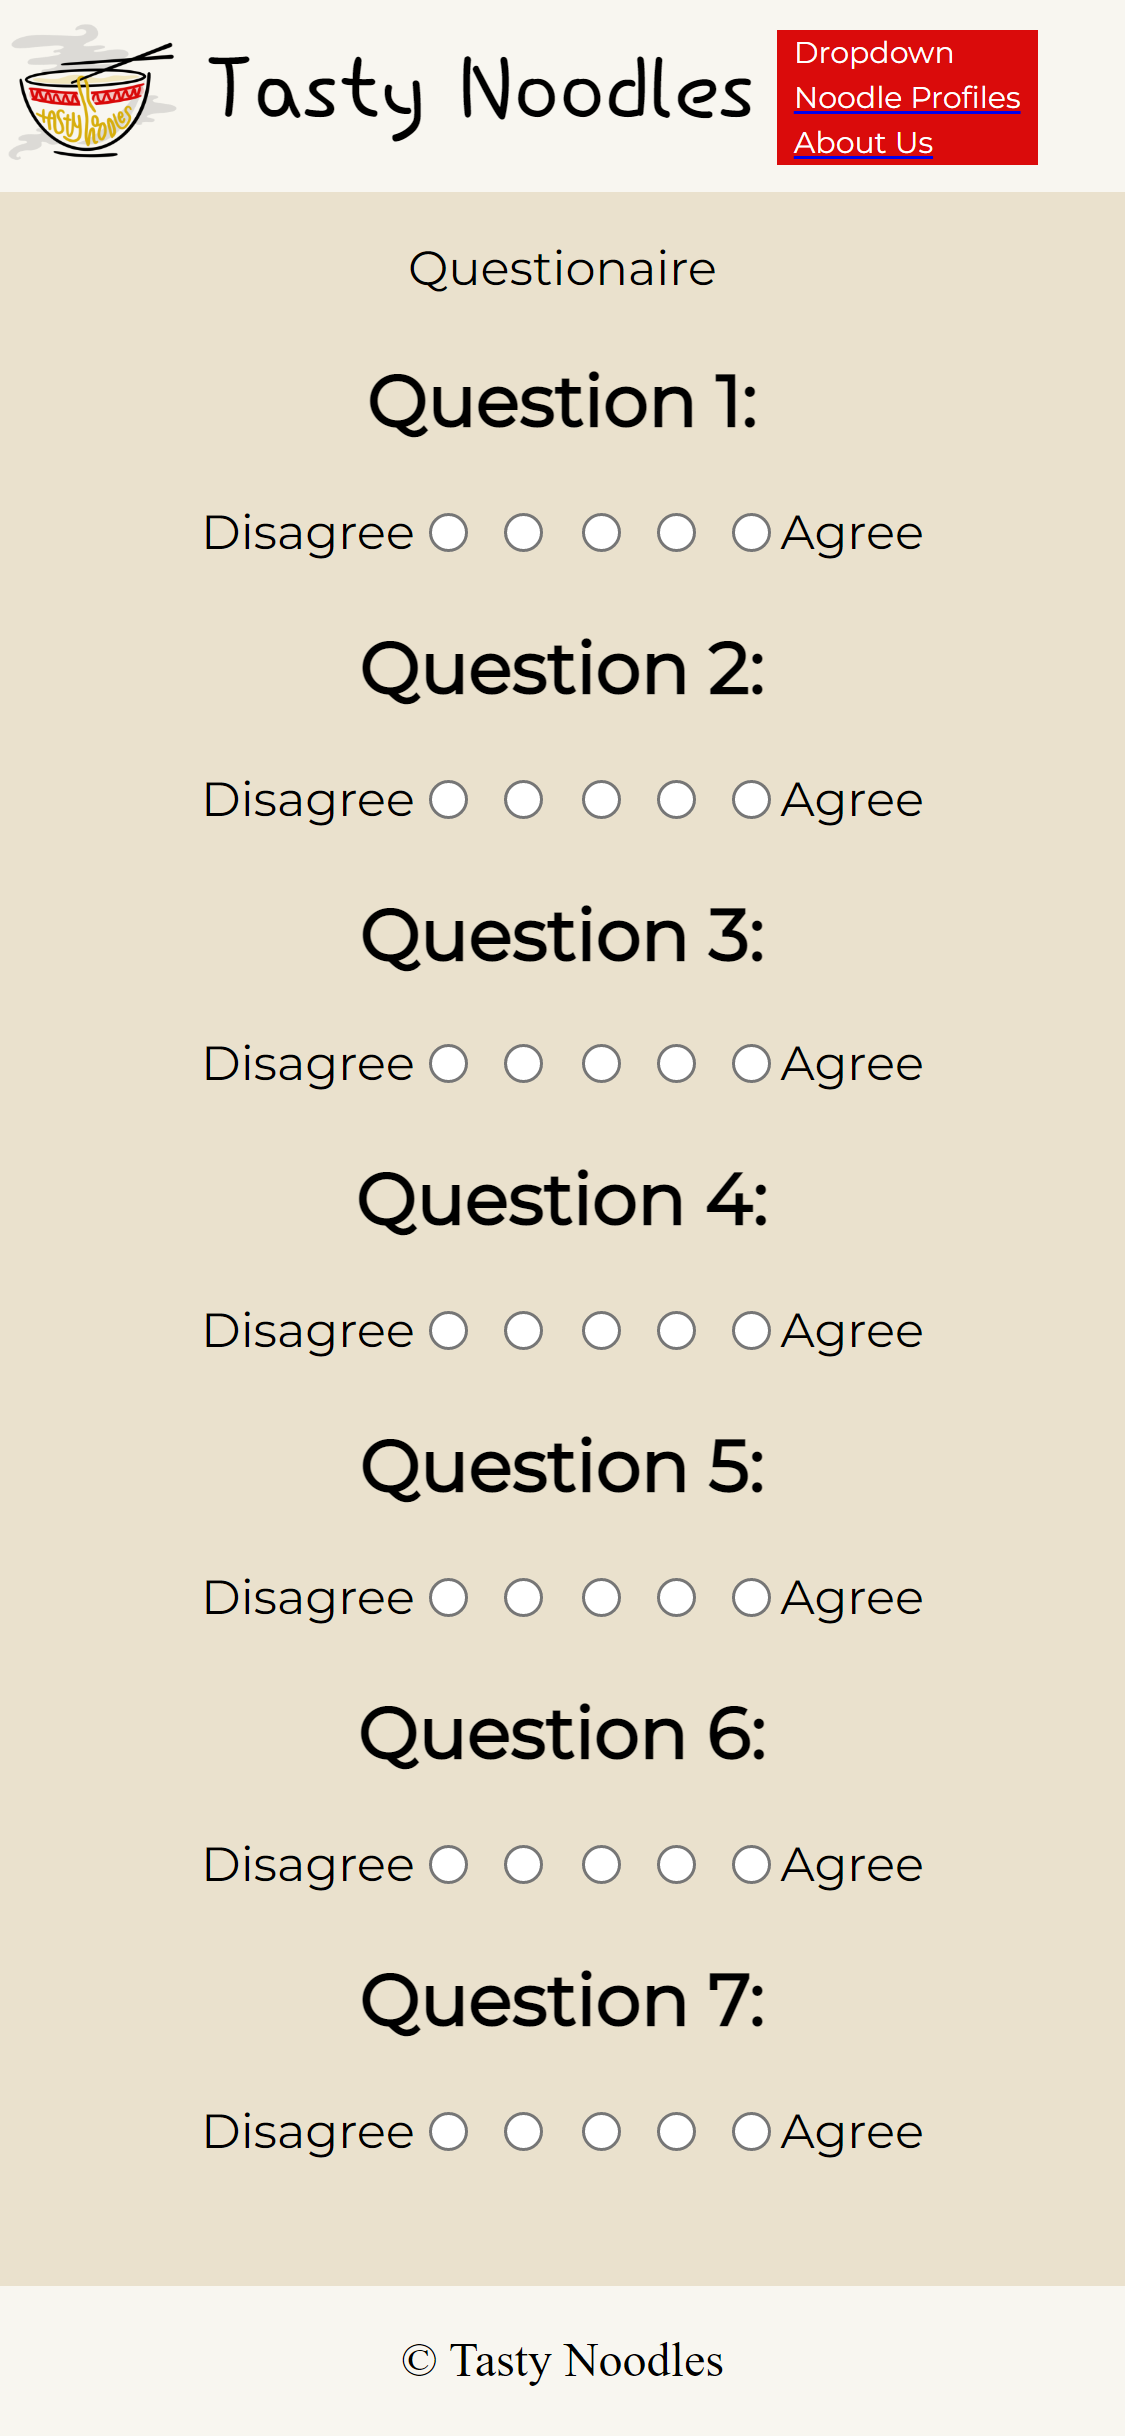 tasty noodles
Tasty Noodles
Dropdown
Noodle Profiles
About Us
Questionaire
Question 1:
Disagree Agree
Question 2:
Disagree Agree
Question 3:
Disagree Agree
Question 4:
Disagree Agree
Question 5:
Disagree Agree
Question 6:
Disagree Agree
Question 7:
Disagree Agree
© Tasty Noodles